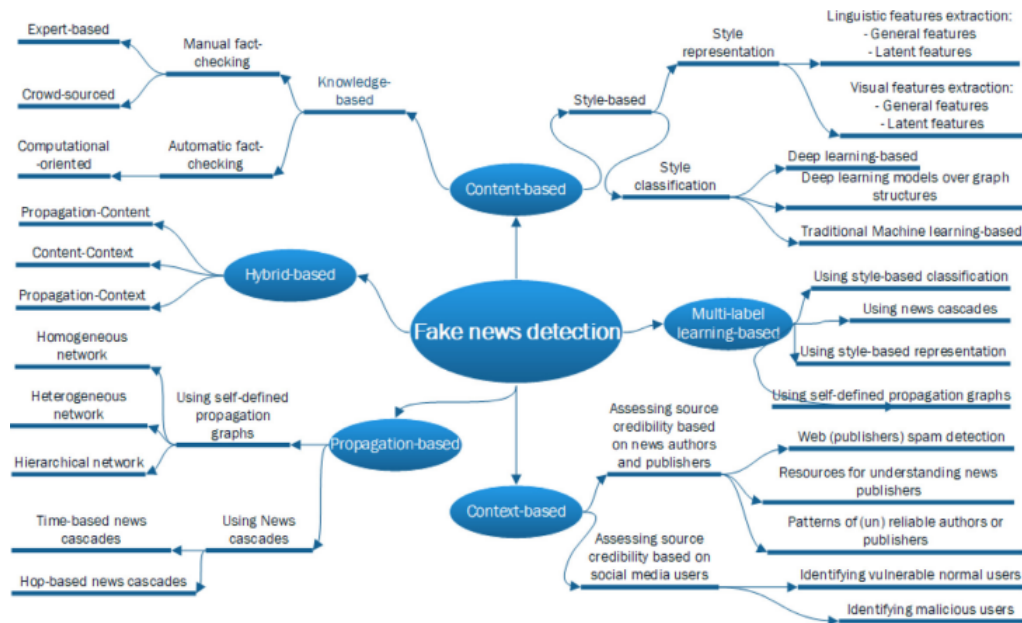 Expert-based
Manual fact-
checking
Crowd-sourced
Knowledge-
based
Computational
-oriented
Automatic fact-
checking
Content-based
Style-based
Style
representation
Linguistic features extraction:
- General features
- Latent features
Visual features extraction:
- General features
- Latent features
Style
classification
Deep learning-based
Deep learning models over graph
structures
Traditional Machine learning-based
Propagation-Content
Content-Context
Propagation-Context
Hybrid-based
Fake news detection
Multi-label
learning-based
Using style-based classification
Using news cascades
Using style-based representation
Using self-defined propagation graphs
Homogeneous
network
Heterogeneous
network
Hierarchical network
Using self-defined
propagation
graphs
Propagation-based
Time-based news
cascades
Hop-based news cascades
Using News
cascades
Context-based
Assessing source
credibility based
on news authors
and publishers
Web (publishers) spam detection
Resources for understanding news
publishers
Patterns of (un) reliable authors or
publishers
Assessing source
credibility based on
social media users
Identifying vulnerable normal users
Identifying malicious users